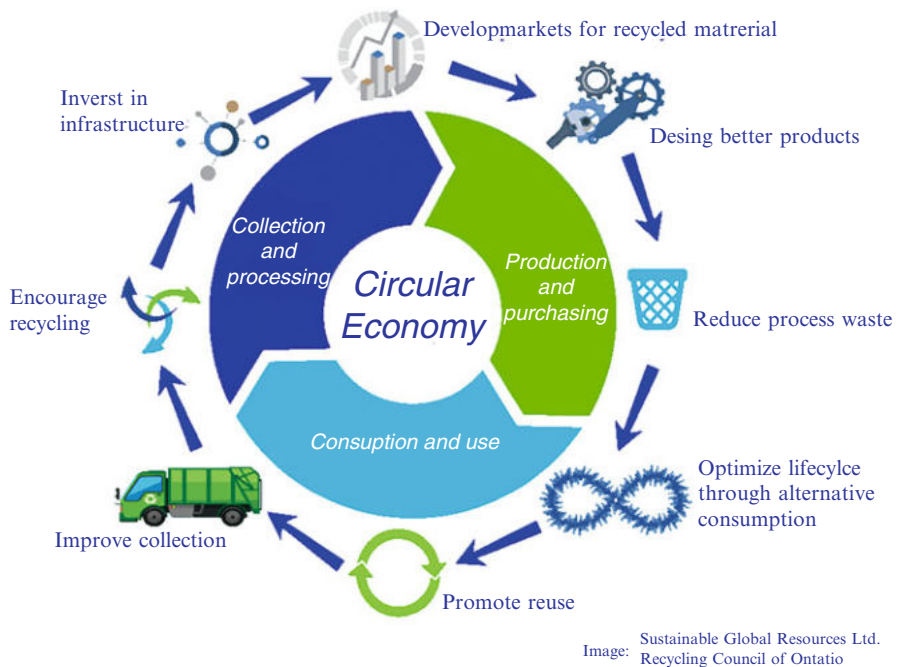 Developmarkets for recycled matrerial
Inverst in
infrastructure
Desing better products
Collection
and
processing
Production
and
purchasing
Circular
Economy
Encourage
recycling
Reduce process waste
Consuption and use
Optimize lifecylce
through alternative
consumption
Improve collection
Promote reuse
Image: Sustainable Global Resources Ltd.
Recycling Council of Ontatio